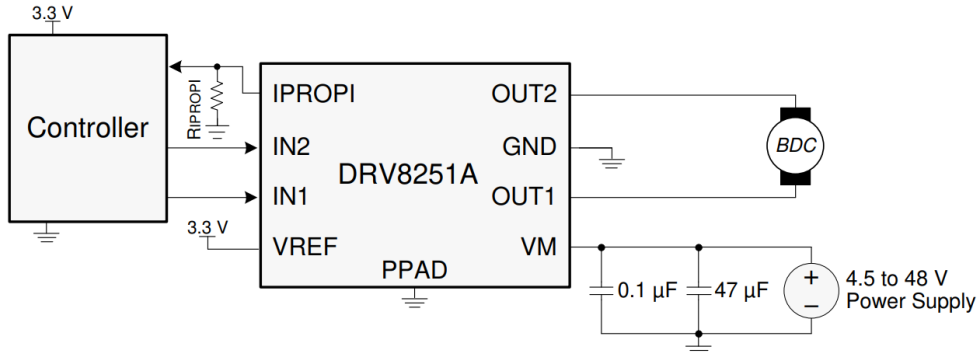 3.3 V
Controller
RIPROPI
IPROPI
OUT2
IN2
GND
DRV8251A
IN1
OUT1
3.3 V
VREF
VM
PPAD
BDC
0.1 µF
47 µF
+
–
4.5 to 48 V
Power Supply